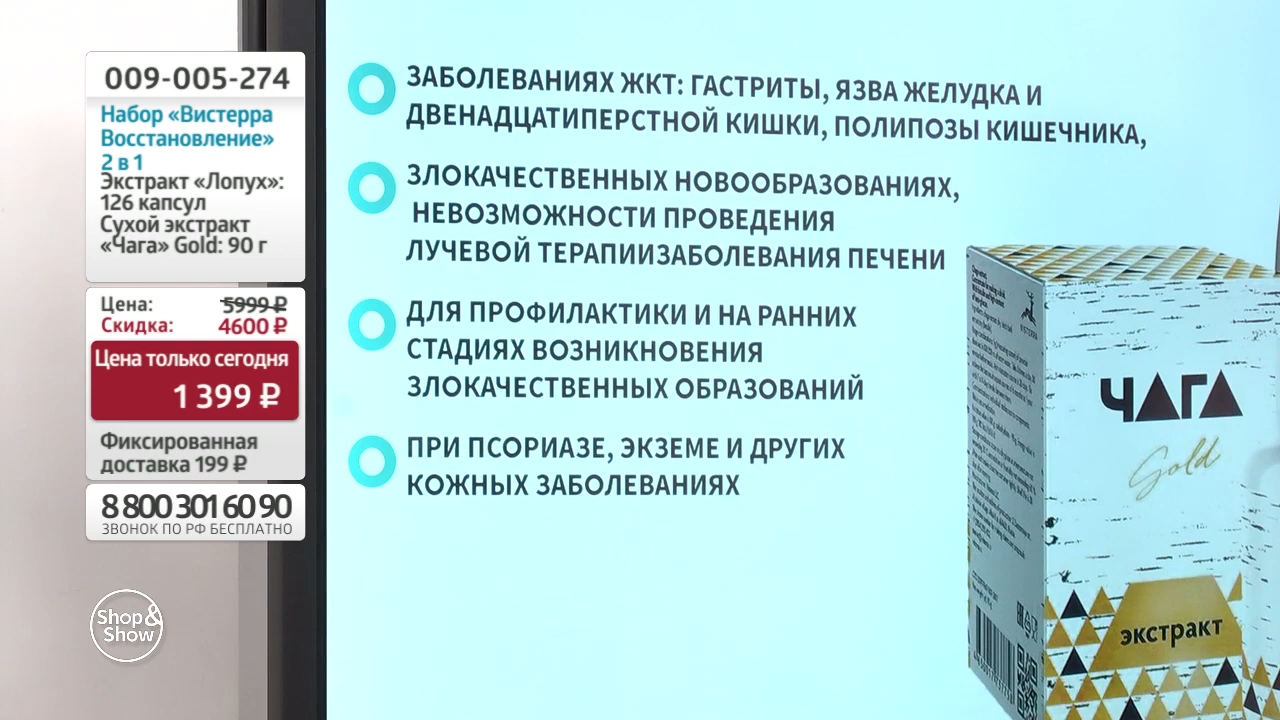 009-005-274
Набор «Вистерра
Восстановление»
2 в 1
Экстракт «Лопух»:
126 капсул
Сухой экстракт
«Чага» Gold: 90 г
Цена: 5999 ₽
Скидка: 4600 ₽
Цена только сегодня
1 399 ₽
Фиксированная
доставка 199 ₽
8 800 301 60 90
ЗВОНОК ПО РФ БЕСПЛАТНО
Shop&
Show
ЗАБОЛЕВАНИЯХ ЖКТ: ГАСТРИТЫ, ЯЗВА ЖЕЛУДКА И
ДВЕНАДЦАТИПЕРСТНОЙ КИШКИ, ПОЛИПОЗЫ КИШЕЧНИКА,
ЗЛОКАЧЕСТВЕННЫХ НОВООБРАЗОВАНИЯХ,
НЕВОЗМОЖНОСТИ ПРОВЕДЕНИЯ
ЛУЧЕВОЙ ТЕРАПИИЗАБОЛЕВАНИЯ ПЕЧЕНИ
ДЛЯ ПРОФИЛАКТИКИ И НА РАННИХ
СТАДИЯХ ВОЗНИКНОВЕНИЯ
ЗЛОКАЧЕСТВЕННЫХ ОБРАЗОВАНИЙ
ПРИ ПСОРИАЗЕ, ЭКЗЕМЕ И ДРУГИХ
КОЖНЫХ ЗАБОЛЕВАНИЯХ
ЧАГА
Gold
экстракт